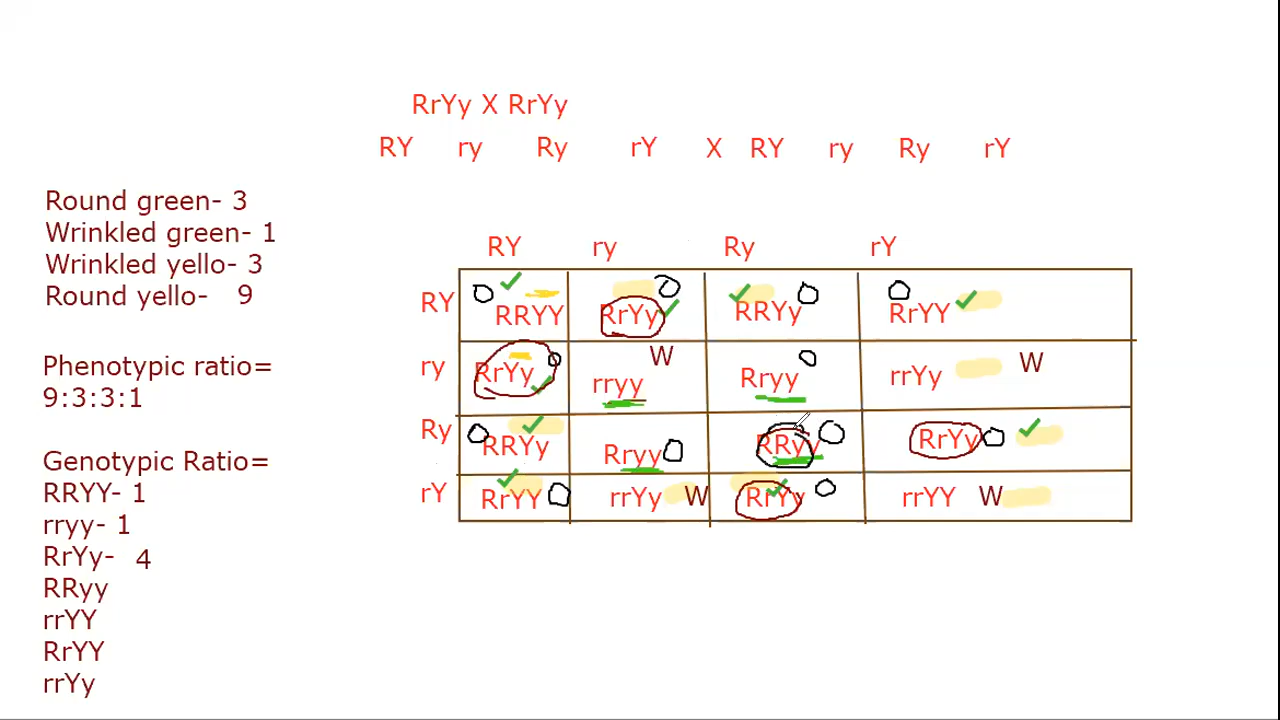 RrYy X RrYy
RY ry Ry rY X RY ry Ry rY
Round green- 3
Wrinkled green- 1
Wrinkled yello- 3
Round yello- 9
Phenotypic ratio=
9:3:3:1
Genotypic Ratio=
RRYY- 1
rryy- 1
RrYy- 4
RRyy
rrYY
RrYY
rrYy
RY ry Ry rY
RY RRYY RrYy RRYy RrYY
ry RrYy rryy W Rryy rrYy W
Ry RRYy Rryy RRyy RrYy
rY RrYY rrYy W RrYy rrYY W